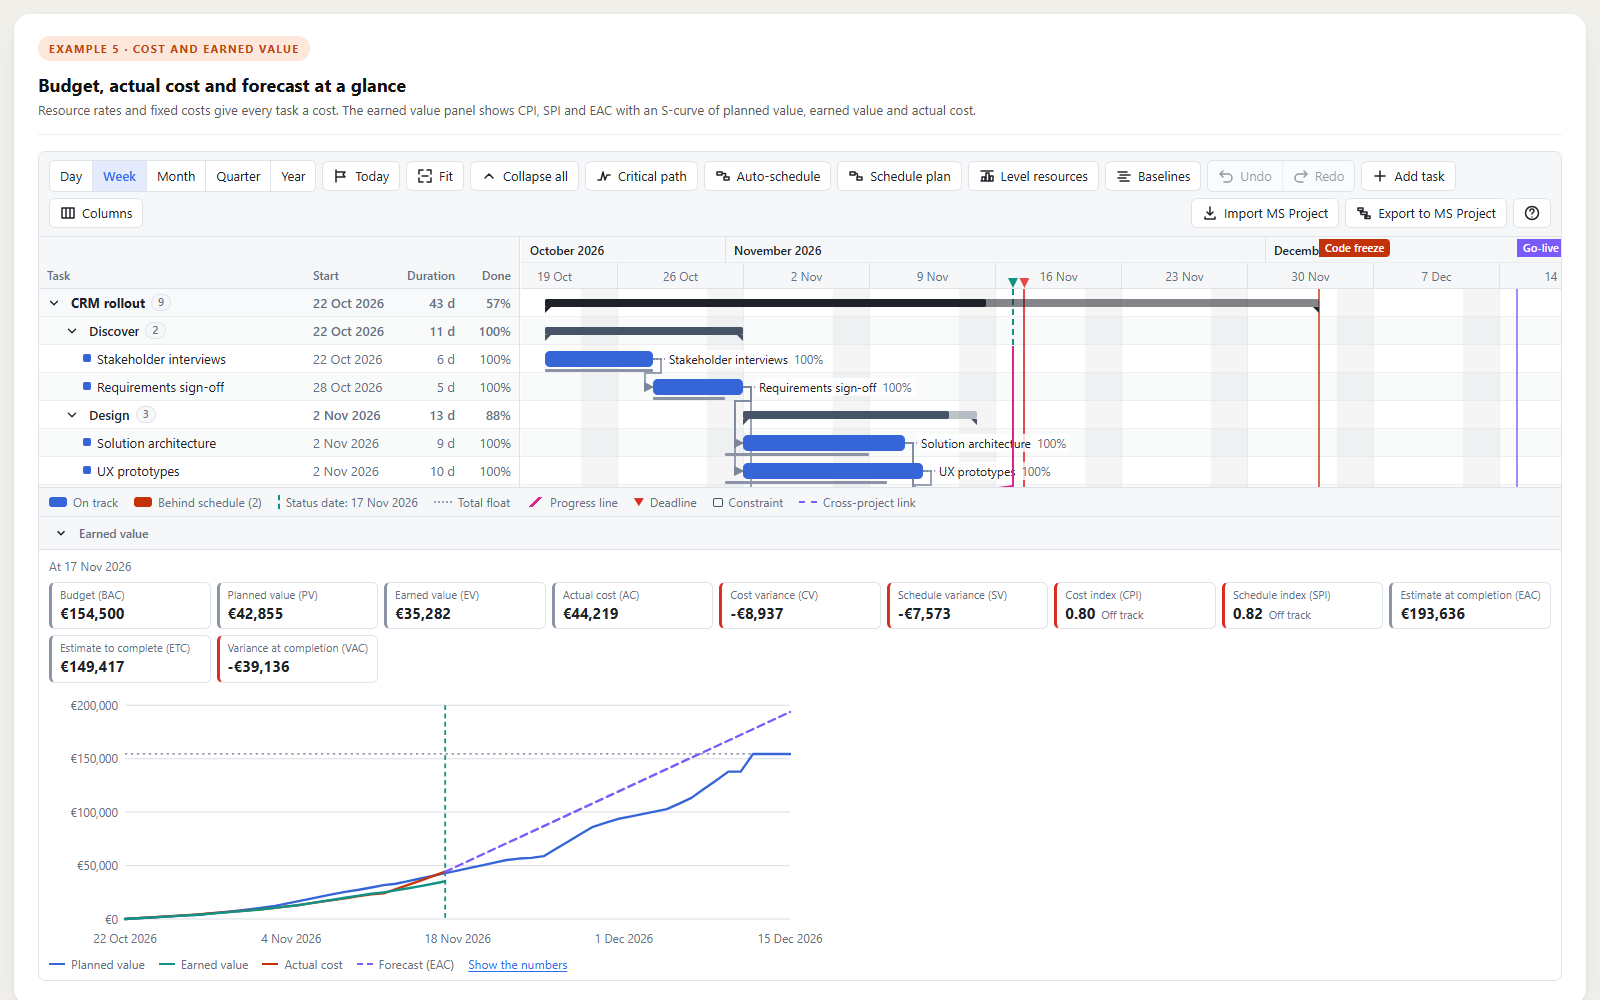 EXAMPLE 5 · COST AND EARNED VALUE
Budget, actual cost and forecast at a glance
Resource rates and fixed costs give every task a cost. The earned value panel shows CPI, SPI and EAC with an S-curve of planned value, earned value and actual cost.
Day Week Month Quarter Year Today Fit Collapse all Critical path Auto-schedule Schedule plan Level resources Baselines Undo Redo Add task
Columns Import MS Project Export to MS Project
October 2026 November 2026 Decemb Code freeze Go-live
Task Start Duration Done 19 Oct 26 Oct 2 Nov 9 Nov 16 Nov 23 Nov 30 Nov 7 Dec 14
CRM rollout 9 22 Oct 2026 43 d 57%
Discover 2 22 Oct 2026 11 d 100%
Stakeholder interviews 22 Oct 2026 6 d 100% Stakeholder interviews 100%
Requirements sign-off 28 Oct 2026 5 d 100% Requirements sign-off 100%
Design 3 2 Nov 2026 13 d 88%
Solution architecture 2 Nov 2026 9 d 100% Solution architecture 100%
UX prototypes 2 Nov 2026 10 d 100% UX prototypes 100%
On track Behind schedule (2) Status date: 17 Nov 2026 Total float Progress line Deadline Constraint Cross-project link
Earned value
At 17 Nov 2026
Budget (BAC) Planned value (PV) Earned value (EV) Actual cost (AC) Cost variance (CV) Schedule variance (SV) Cost index (CPI) Schedule index (SPI) Estimate at completion (EAC)
€154,500 €42,855 €35,282 €44,219 -€8,937 -€7,573 0.80 Off track 0.82 Off track €193,636
Estimate to complete (ETC) Variance at completion (VAC)
€149,417 -€39,136
€200,000
€150,000
€100,000
€50,000
€0
22 Oct 2026 4 Nov 2026 18 Nov 2026 1 Dec 2026 15 Dec 2026
Planned value Earned value Actual cost Forecast (EAC) Show the numbers